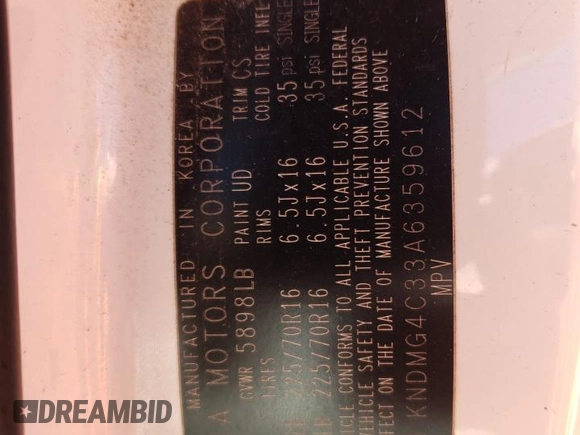 MANUFACTURED IN KOREA BY
A MOTORS CORPORATION
GVWR 5898LB PAINT UD TRIM CS
TIRES RIMS COLD TIRE INFL
225/70R16 6.5Jx16 35 psi SINGLE
225/70R16 6.5Jx16 35 psi SINGLE
ICLE CONFORMS TO ALL APPLICABLE U.S.A. FEDERAL
VEHICLE SAFETY AND THEFT PREVENTION STANDARDS
FECT ON THE DATE OF MANUFACTURE SHOWN ABOVE
KNDMG4C33A6359612
MPV
DREAMBID